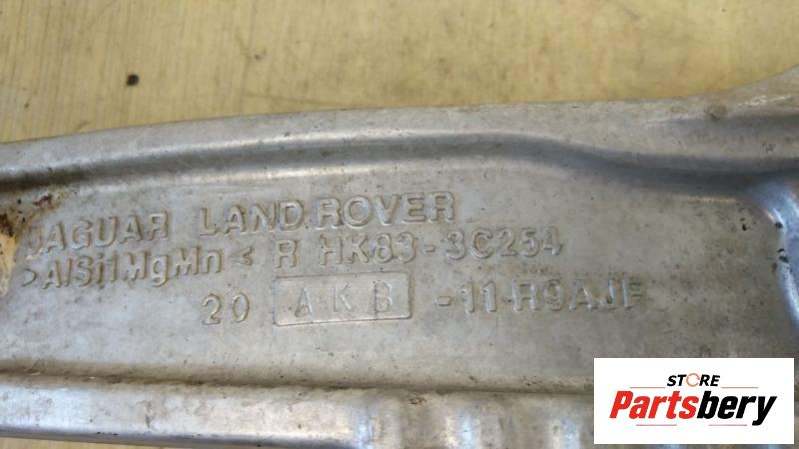 JAGUAR LAND ROVER
>AlSi1MgMn< R HK83-3C254
20 AKB -11-R9AJF
STORE
Partsbery